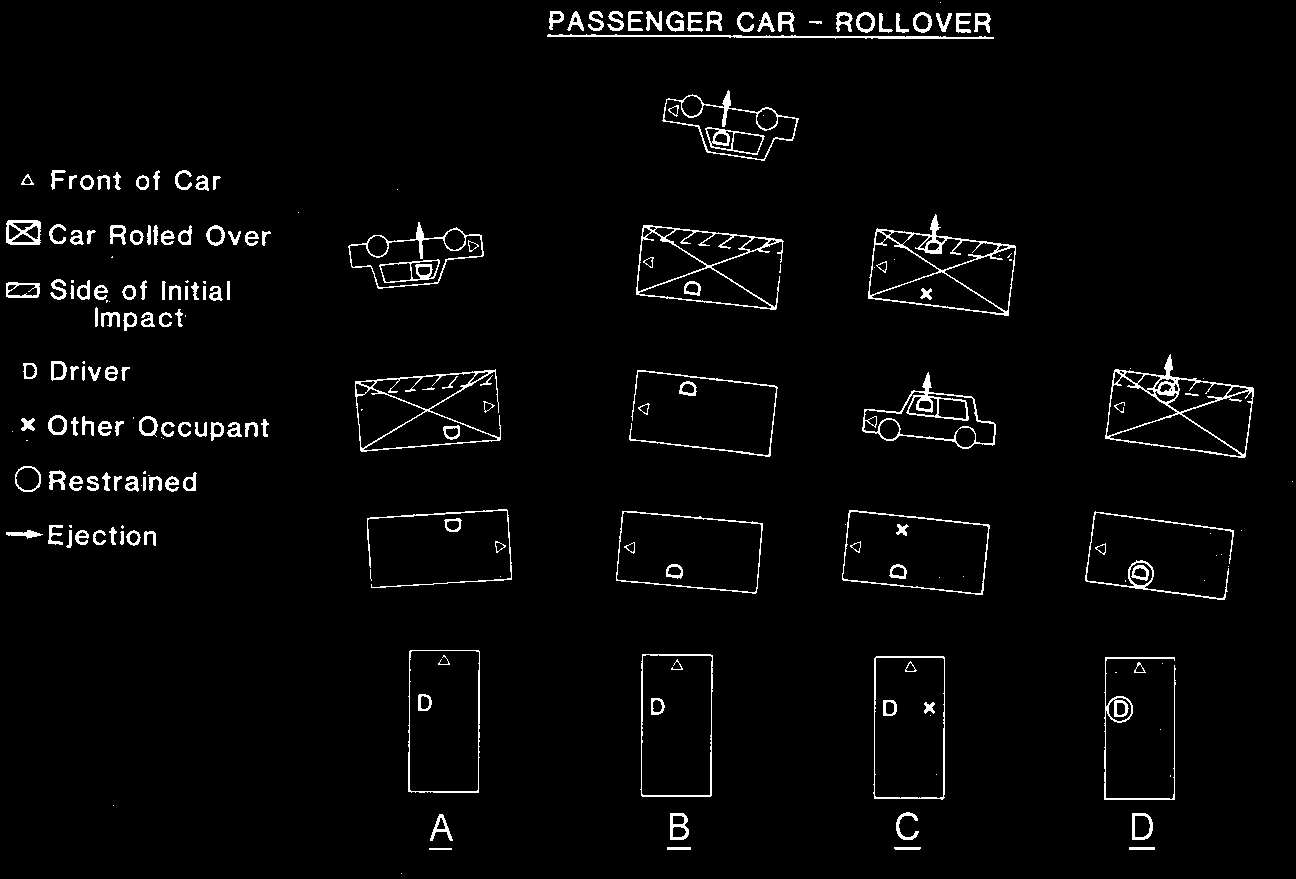 PASSENGER CAR - ROLLOVER
Front of Car
Car Rolled Over
Side of Initial
Impact
D Driver
x Other Occupant
Restrained
Ejection
D
D
D
D
D
D
D
D
D
D
D
D
x
D
D
x
D
D
D
x
D
A
B
C
D